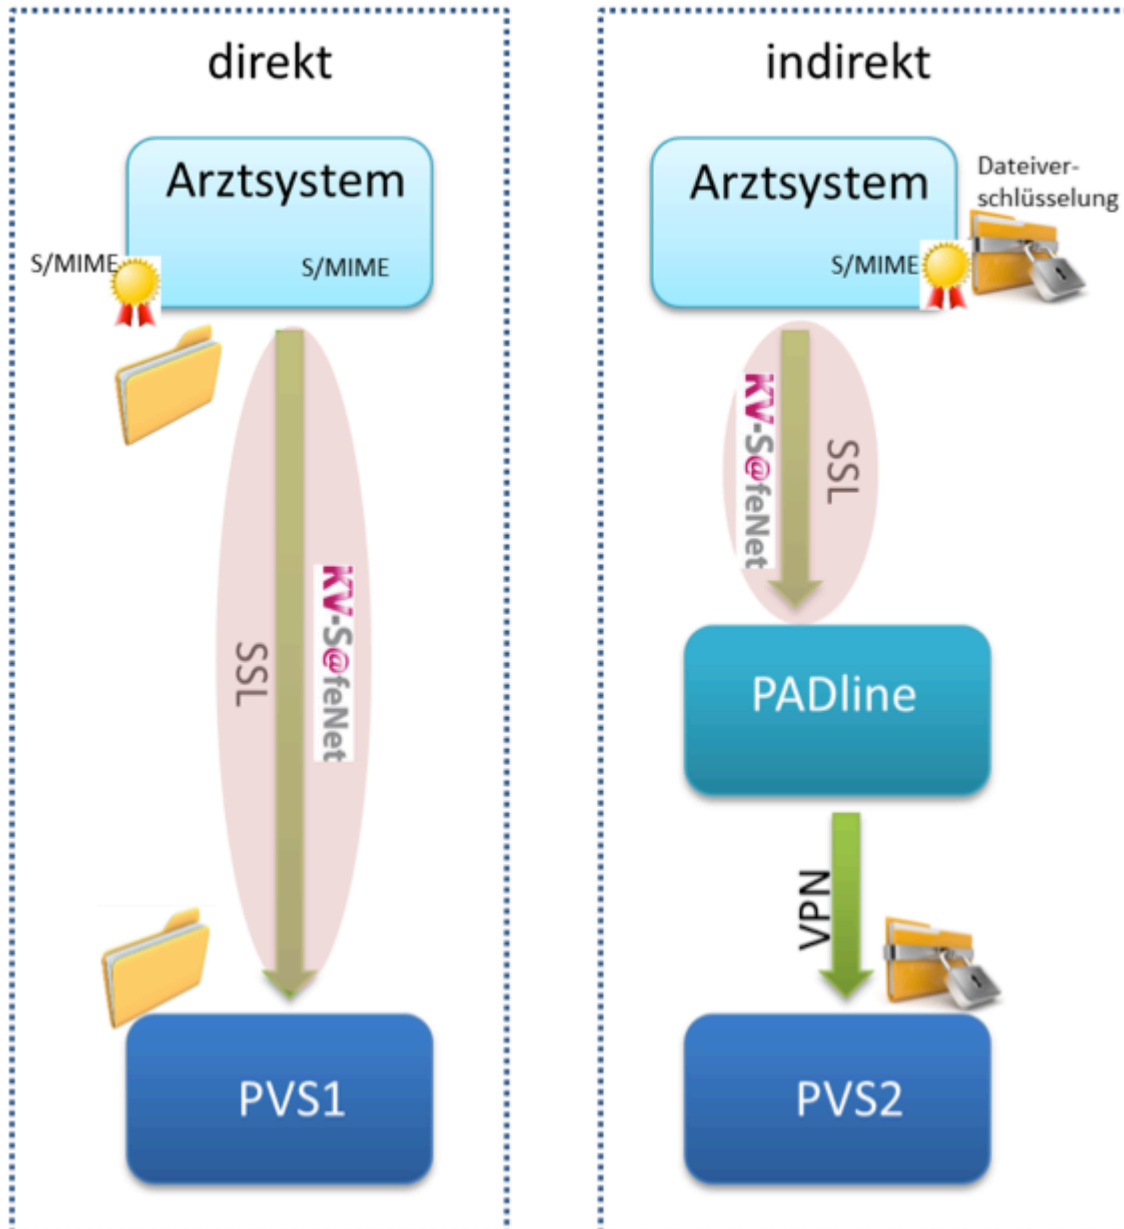 direkt
Arztsystem
S/MIME
S/MIME
KV-S@feNet
SSL
PVS1
indirekt
Arztsystem
Dateiver-
schlüsselung
S/MIME
KV-S@feNet
SSL
PADline
VPN
PVS2